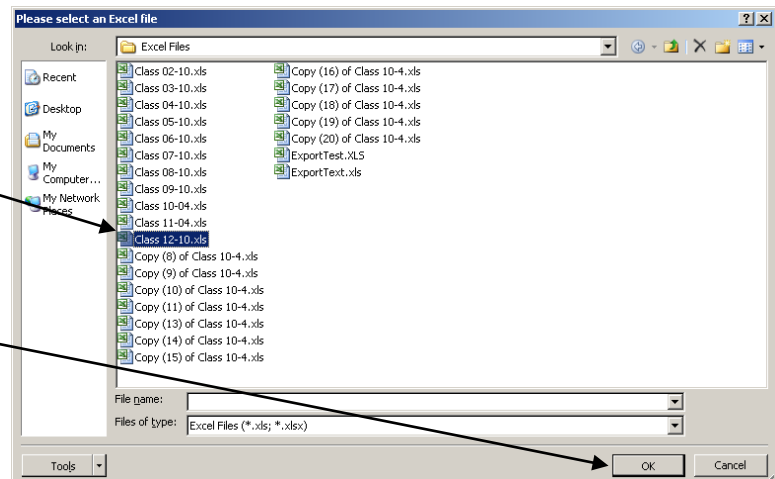 Please select an Excel file
Look in:
Excel Files
Recent
Desktop
My Documents
My Computer...
My Network Places
Class 02-10.xls
Class 03-10.xls
Class 04-10.xls
Class 05-10.xls
Class 06-10.xls
Class 07-10.xls
Class 08-10.xls
Class 09-10.xls
Class 10-04.xls
Class 11-04.xls
Class 12-10.xls
Copy (8) of Class 10-4.xls
Copy (9) of Class 10-4.xls
Copy (10) of Class 10-4.xls
Copy (11) of Class 10-4.xls
Copy (13) of Class 10-4.xls
Copy (14) of Class 10-4.xls
Copy (15) of Class 10-4.xls
Copy (16) of Class 10-4.xls
Copy (17) of Class 10-4.xls
Copy (18) of Class 10-4.xls
Copy (19) of Class 10-4.xls
Copy (20) of Class 10-4.xls
ExportTest.XLS
ExportText.xls
File name:
Files of type:
Excel Files (*.xls; *.xlsx)
Tools
OK
Cancel